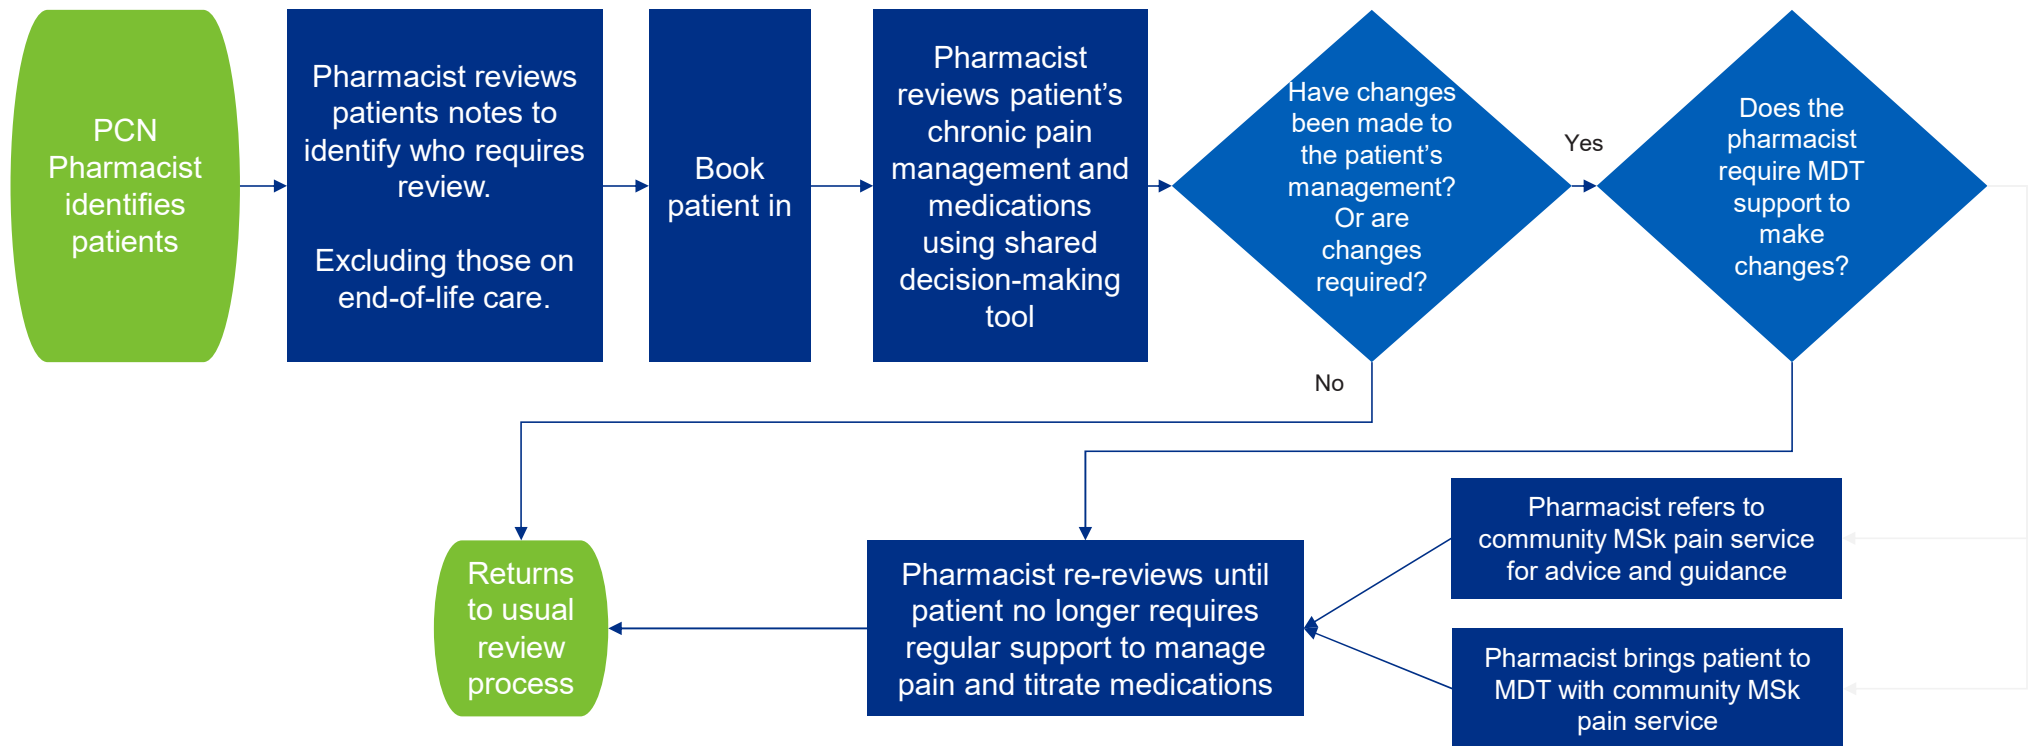 PCN
Pharmacist
identifies
patients
Pharmacist reviews
patients notes to
identify who requires
review.
Excluding those on
end-of-life care.
Book
patient in
Pharmacist
reviews patient’s
chronic pain
management and
medications
using shared
decision-making
tool
Have changes
been made to
the patient’s
management?
Or are
changes
required?
Yes
Does the
pharmacist
require MDT
support to
make
changes?
No
Returns
to usual
review
process
Pharmacist re-reviews until
patient no longer requires
regular support to manage
pain and titrate medications
Pharmacist refers to
community MSk pain service
for advice and guidance
Pharmacist brings patient to
MDT with community MSk
pain service